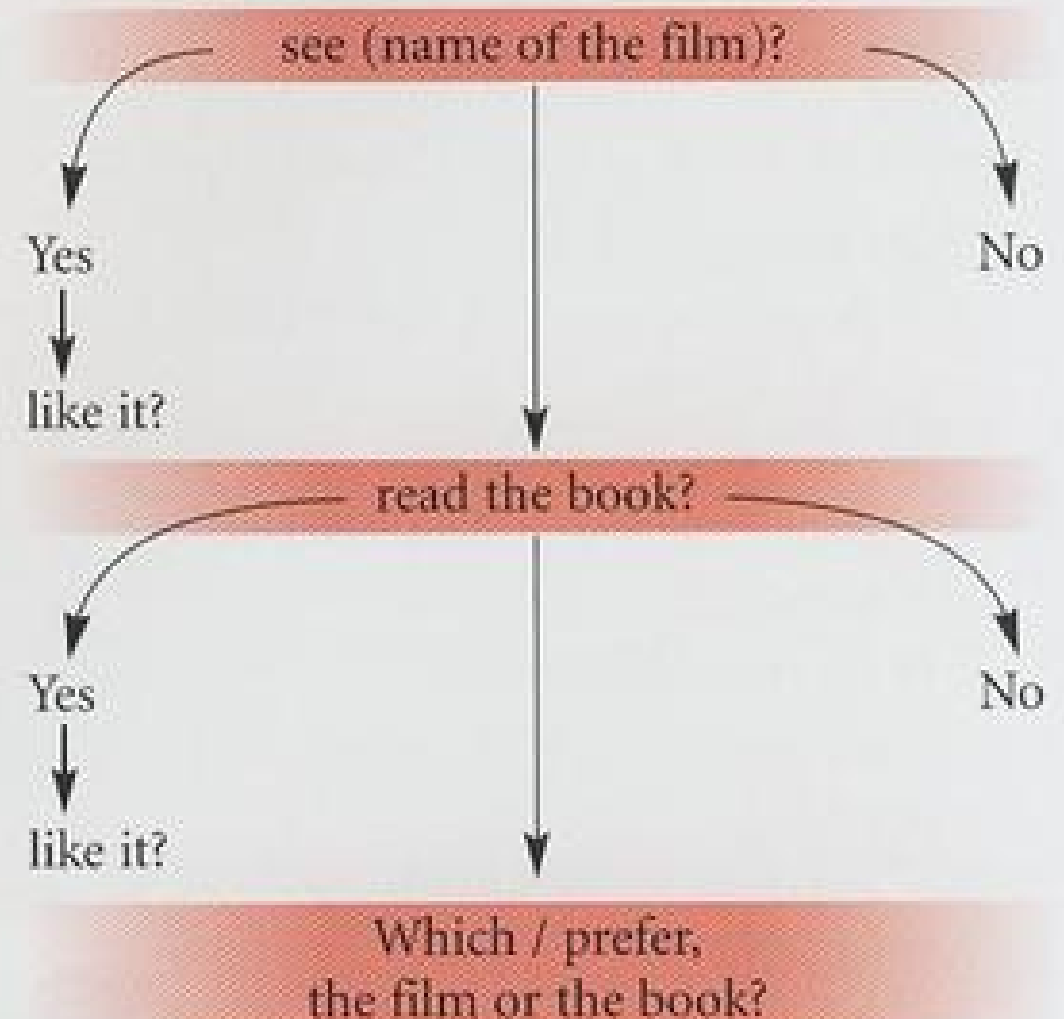 see (name of the film)?
Yes
No
like it?
read the book?
Yes
No
like it?
Which / prefer,
the film or the book?